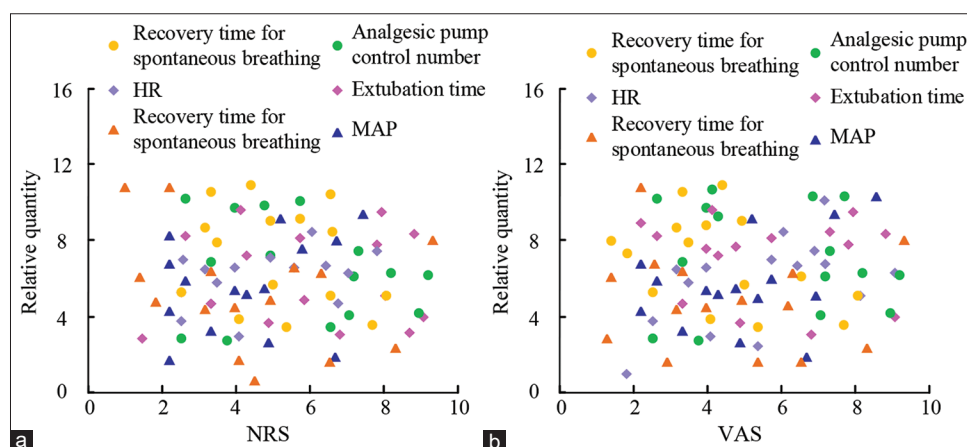 Recovery time for
spontaneous breathing
Analgesic pump
control number
HR
Extubation time
Recovery time for
spontaneous breathing
MAP
Relative quantity
16
12
8
4
0
0
2
4
6
8
10
NRS
a
Recovery time for
spontaneous breathing
Analgesic pump
control number
HR
Extubation time
Recovery time for
spontaneous breathing
MAP
Relative quantity
16
12
8
4
0
0
2
4
6
8
10
VAS
b